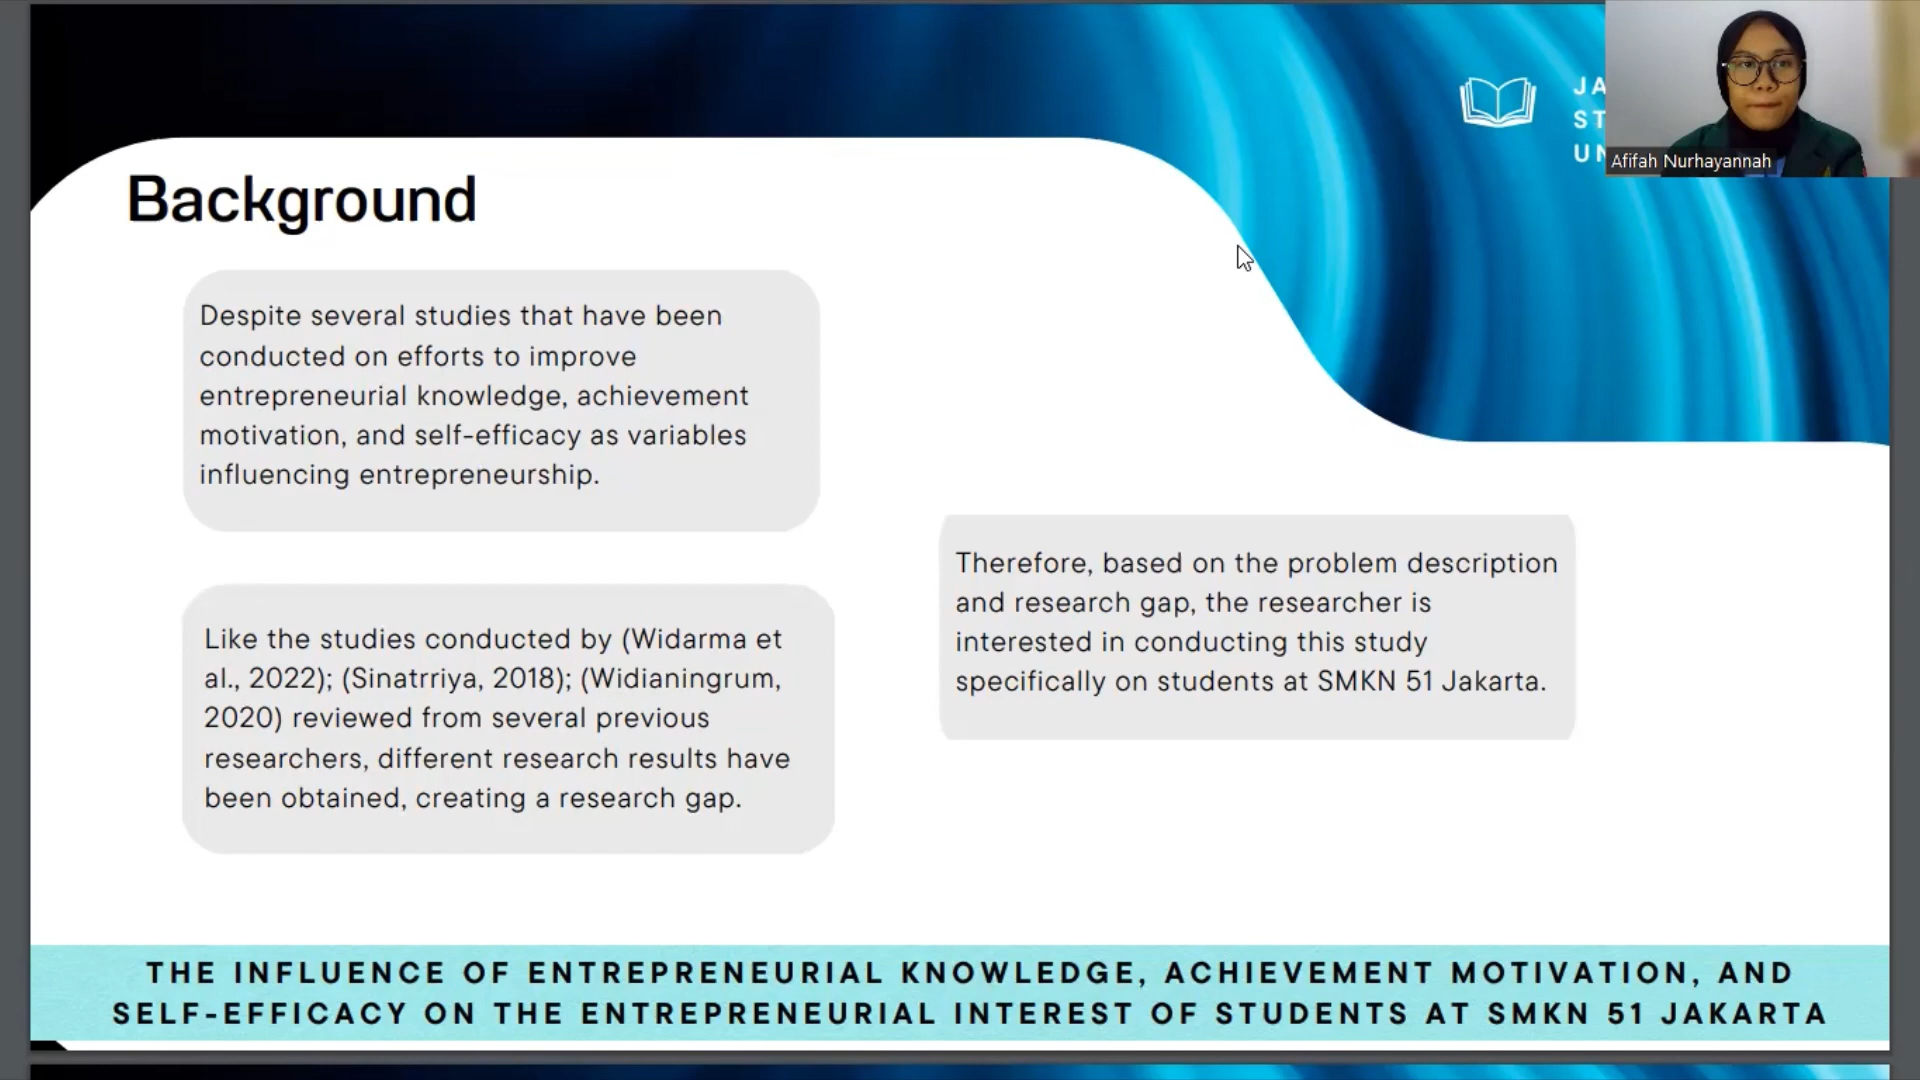 JA
ST
UN
Afifah Nurhayannah
Background
Despite several studies that have been
conducted on efforts to improve
entrepreneurial knowledge, achievement
motivation, and self-efficacy as variables
influencing entrepreneurship.
Like the studies conducted by (Widarma et
al., 2022); (Sinatrriya, 2018); (Widianingrum,
2020) reviewed from several previous
researchers, different research results have
been obtained, creating a research gap.
Therefore, based on the problem description
and research gap, the researcher is
interested in conducting this study
specifically on students at SMKN 51 Jakarta.
THE INFLUENCE OF ENTREPRENEURIAL KNOWLEDGE, ACHIEVEMENT MOTIVATION, AND
SELF-EFFICACY ON THE ENTREPRENEURIAL INTEREST OF STUDENTS AT SMKN 51 JAKARTA